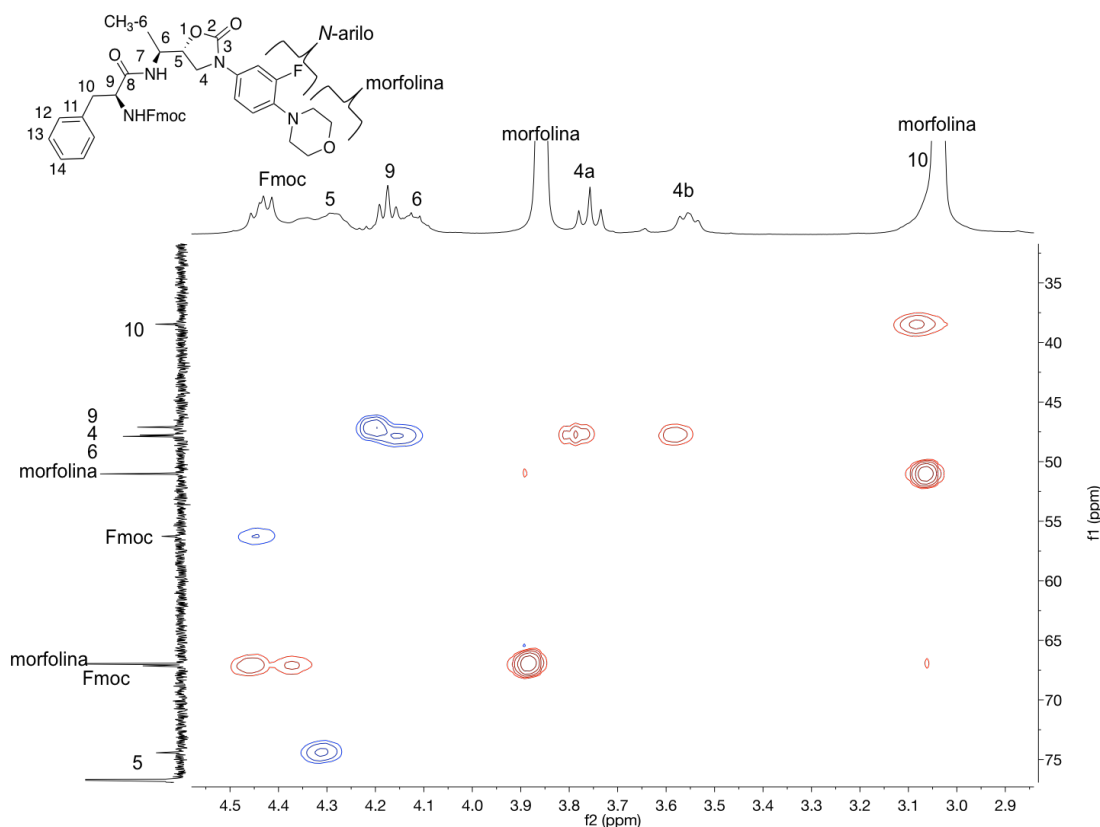 CH₃-6
1
O
2
O
6
N-arilo
3
7
5
N
4
O
NH
8
F
morfolina
10
9
12
11
NHFmoc
N
13
O
14
morfolina
morfolina
10
Fmoc
9
4a
5
6
4b
10
9
4
6
morfolina
Fmoc
morfolina
Fmoc
5
35
40
45
50
55
60
65
70
75
f1 (ppm)
4.5 4.4 4.3 4.2 4.1 4.0 3.9 3.8 3.7 3.6 3.5 3.4 3.3 3.2 3.1 3.0 2.9
f2 (ppm)